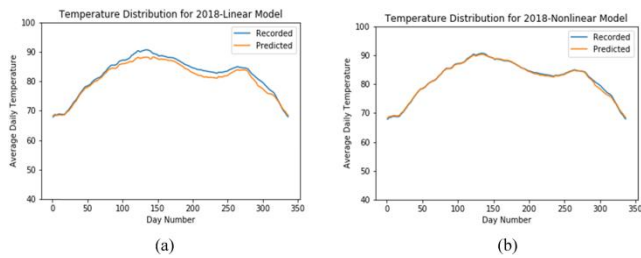 Temperature Distribution for 2018-Linear Model
Average Daily Temperature
100
90
80
70
60
50
40
Recorded
Predicted
0 50 100 150 200 250 300 350
Day Number
(a)
Temperature Distribution for 2018-Nonlinear Model
Average Daily Temperature
100
90
80
70
60
50
40
Recorded
Predicted
0 50 100 150 200 250 300 350
Day Number
(b)